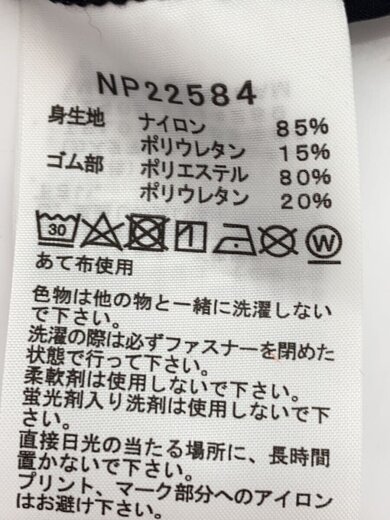 NP22584
身生地 ナイロン 85%
ポリウレタン 15%
ゴム部 ポリエステル 80%
ポリウレタン 20%
30 W
あて布使用
色物は他の物と一緒に洗濯しない
で下さい。
洗濯の際は必ずファスナーを閉めた
状態で行って下さい。
柔軟剤は使用しないで下さい。
蛍光剤入り洗剤は使用しないで下
さい。
直接日光の当たる場所に、長時間
置かないで下さい。
プリント、マーク部分へのアイロン
はお避け下さい。